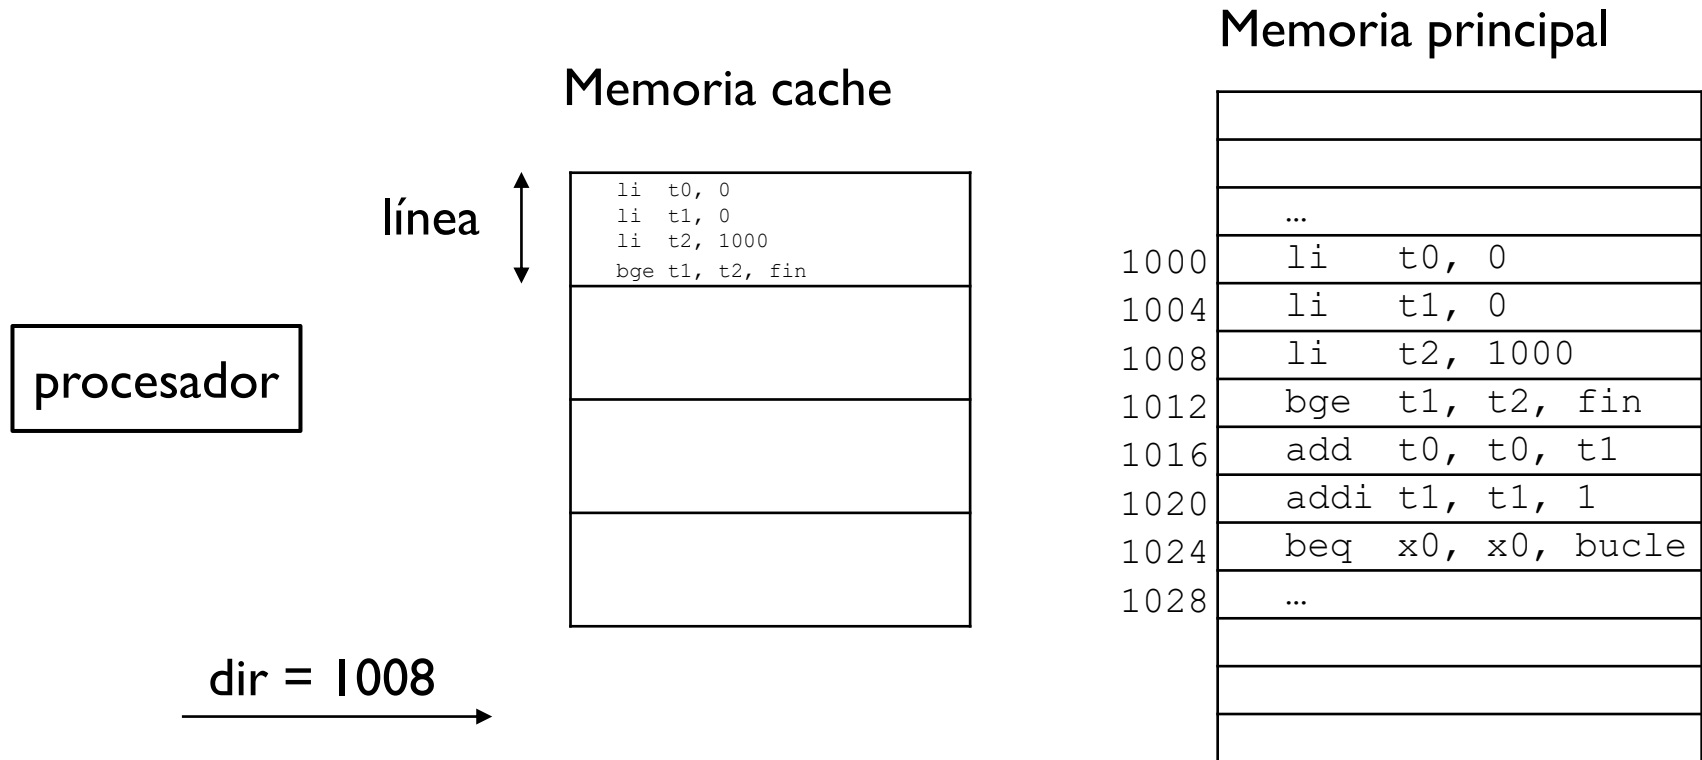 Memoria principal
Memoria cache
línea
li t0, 0
li t1, 0
li t2, 1000
bge t1, t2, fin
procesador
dir = 1008
…
1000 li t0, 0
1004 li t1, 0
1008 li t2, 1000
1012 bge t1, t2, fin
1016 add t0, t0, t1
1020 addi t1, t1, 1
1024 beq x0, x0, bucle
1028 …